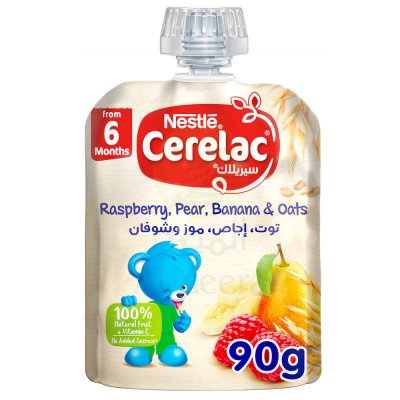 from
6
Months
Nestlé
Cerelac®
سيريلاك®
Raspberry, Pear, Banana & Oats
توت، إجاص، موز وشوفان
100%
Natural Fruit
+ Vitamin C
No Added Sucrose*
90g